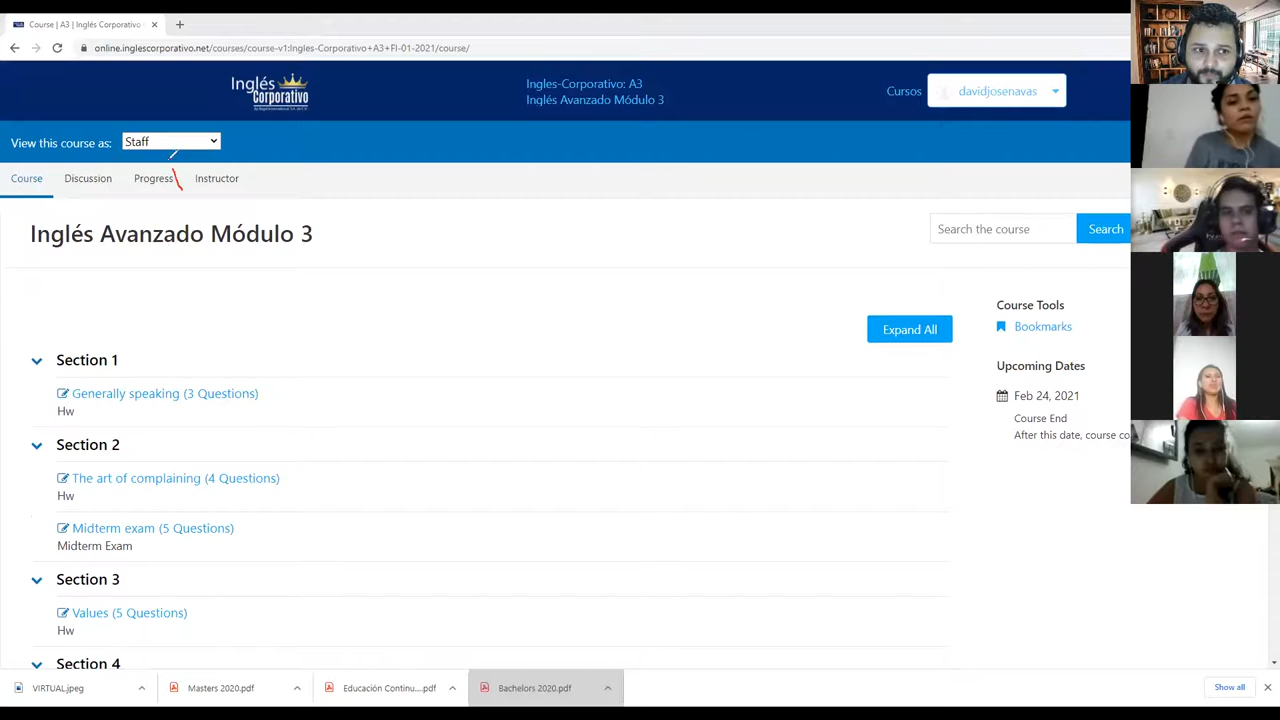 Course | A3 | Inglés Corporativo
online.inglescorporativo.net/courses/course-v1:Ingles-Corporativo+A3+FI-01-2021/course/
Inglés
Corporativo
Ingles-Corporativo: A3
Inglés Avanzado Módulo 3
Cursos
davidjosenavas
View this course as:
Staff
Course
Discussion
Progress
Instructor
Inglés Avanzado Módulo 3
Search the course
Search
Expand All
Course Tools
Bookmarks
Upcoming Dates
Feb 24, 2021
Course End
After this date, course co
Section 1
Generally speaking (3 Questions)
Hw
Section 2
The art of complaining (4 Questions)
Hw
Midterm exam (5 Questions)
Midterm Exam
Section 3
Values (5 Questions)
Hw
Section 4
VIRTUAL.jpeg
Masters 2020.pdf
Educación Continu....pdf
Bachelors 2020.pdf
Show all